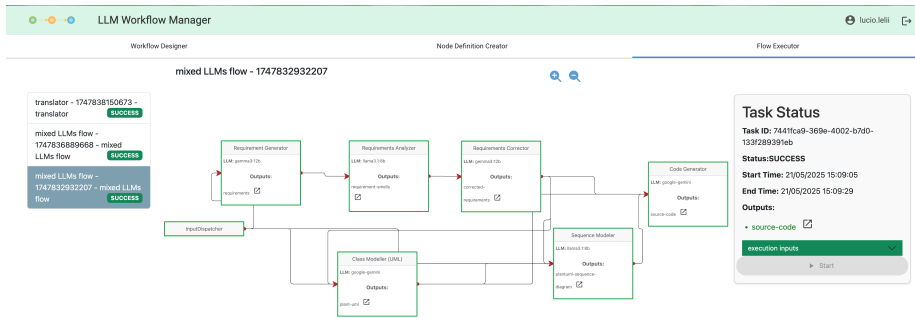 LLM Workflow Manager
lucio.lelii
Workflow Designer
Node Definition Creator
Flow Executor
mixed LLMs flow - 1747832932207
translator - 1747838150673 -
translator
SUCCESS
mixed LLMs flow -
1747836889668 - mixed
LLMs flow
SUCCESS
mixed LLMs flow -
1747832932207 - mixed LLMs
flow
SUCCESS
Requirement Generator
LLM: gemma3:12b
Outputs:
requirements
Requirements Analyzer
LLM: llama3.1:8b
Outputs:
requirement-smells
Requirements Corrector
LLM: gemma3:12b
Outputs:
corrected-
requirements
Code Generator
LLM: google-gemini
Outputs:
source-code
InputDispatcher
Class Modeller (UML)
LLM: google-gemini
Outputs:
plant-uml
Sequence Modeler
LLM: llama3.1:8b
Outputs:
plantuml-sequence-
diagram
Task Status
Task ID: 7441fca9-369e-4002-b7d0-
133f289391eb
Status:SUCCESS
Start Time: 21/05/2025 15:09:05
End Time: 21/05/2025 15:09:29
Outputs:
• source-code
execution inputs
Start